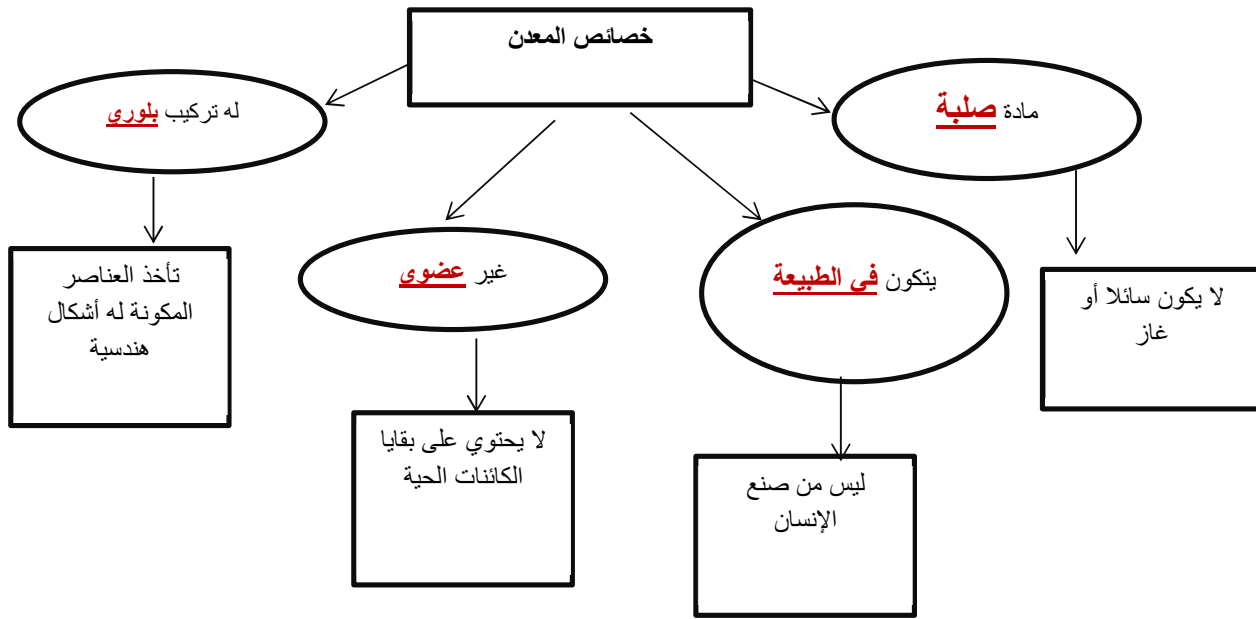 خصائص المعدن
مادة صلبة
له تركيب بلوري
يتكون في الطبيعة
غير عضوي
لا يكون سائلا أو
غاز
تأخذ العناصر
المكونة له أشكال
هندسية
لا يحتوي على بقايا
الكائنات الحية
ليس من صنع
الإنسان